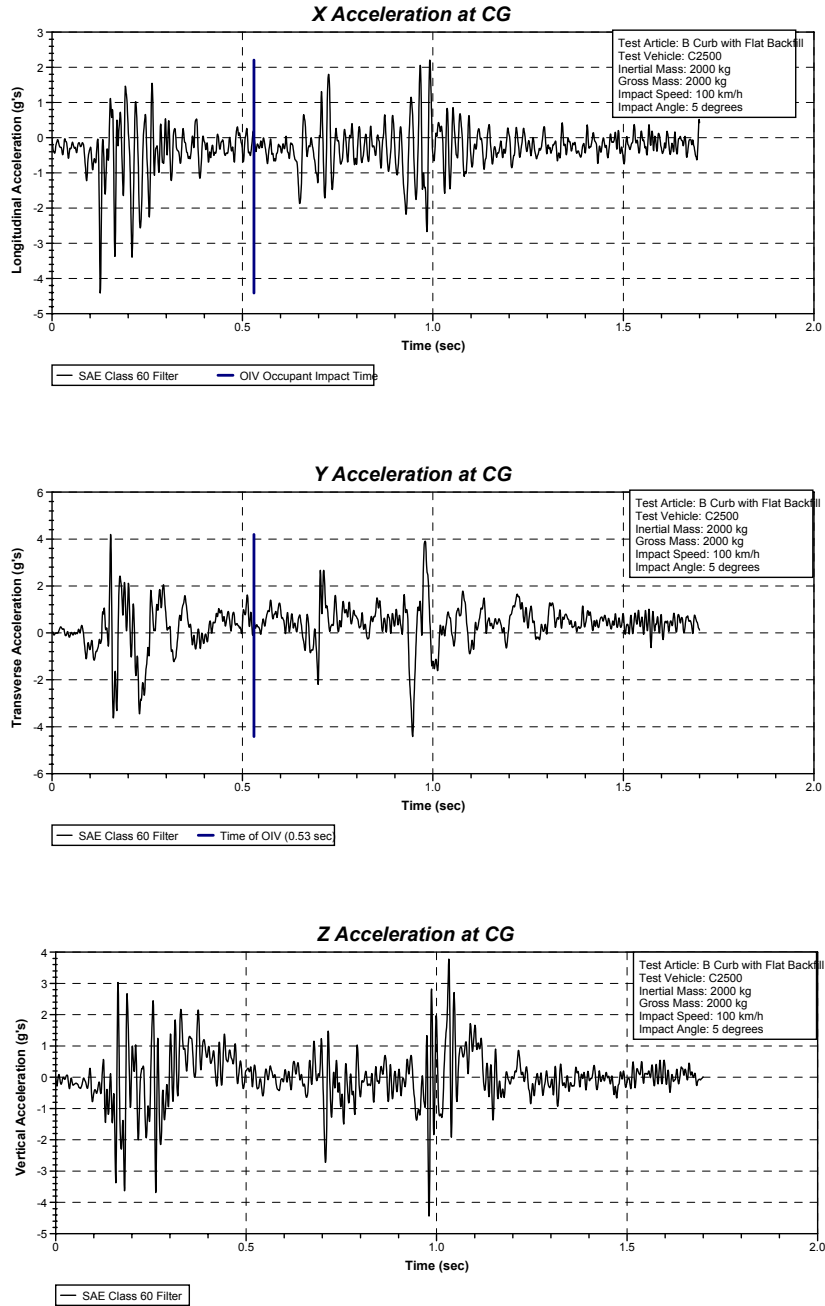 X Acceleration at CG
3
2
1
0
-1
-2
-3
-4
-5
Longitudinal Acceleration (g's)
Test Article: B Curb with Flat Backfill
Test Vehicle: C2500
Inertial Mass: 2000 kg
Gross Mass: 2000 kg
Impact Speed: 100 km/h
Impact Angle: 5 degrees
0 0.5 1.0 1.5 2.0
Time (sec)
SAE Class 60 Filter OIV Occupant Impact Time
Y Acceleration at CG
6
4
2
0
-2
-4
-6
Transverse Acceleration (g's)
Test Article: B Curb with Flat Backfill
Test Vehicle: C2500
Inertial Mass: 2000 kg
Gross Mass: 2000 kg
Impact Speed: 100 km/h
Impact Angle: 5 degrees
0 0.5 1.0 1.5 2.0
Time (sec)
SAE Class 60 Filter Time of OIV (0.53 sec)
Z Acceleration at CG
4
3
2
1
0
-1
-2
-3
-4
-5
Vertical Acceleration (g's)
Test Article: B Curb with Flat Backfill
Test Vehicle: C2500
Inertial Mass: 2000 kg
Gross Mass: 2000 kg
Impact Speed: 100 km/h
Impact Angle: 5 degrees
0 0.5 1.0 1.5 2.0
Time (sec)
SAE Class 60 Filter